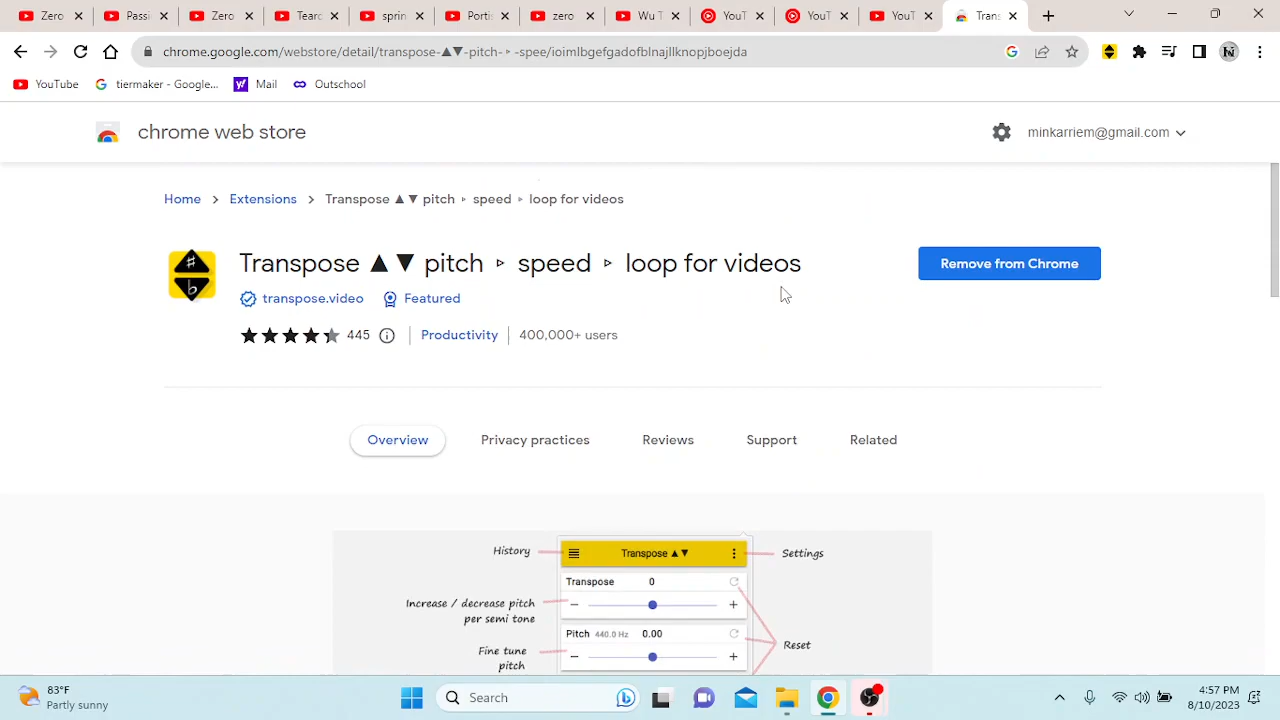 Zero
Pass
Zero
Tearc
sprin
Portis
zero
Wu T
YouT
YouT
YouT
Trans
chrome.google.com/webstore/detail/transpose-▲▼-pitch-▹-spee/ioimlbgefgadofblnajllknopjboejda
YouTube tiermaker - Google... Mail Outschool
chrome web store
minkarriem@gmail.com
Home > Extensions > Transpose ▲▼ pitch ▹ speed ▹ loop for videos
Transpose ▲▼ pitch ▹ speed ▹ loop for videos
Remove from Chrome
transpose.video Featured
445 Productivity 400,000+ users
Overview Privacy practices Reviews Support Related
History Transpose ▲▼ Settings
Transpose 0
Increase / decrease pitch
per semi tone
Pitch 440.0 Hz 0.00
Reset
Fine tune
pitch
83°F
Partly sunny
Search
4:57 PM
8/10/2023